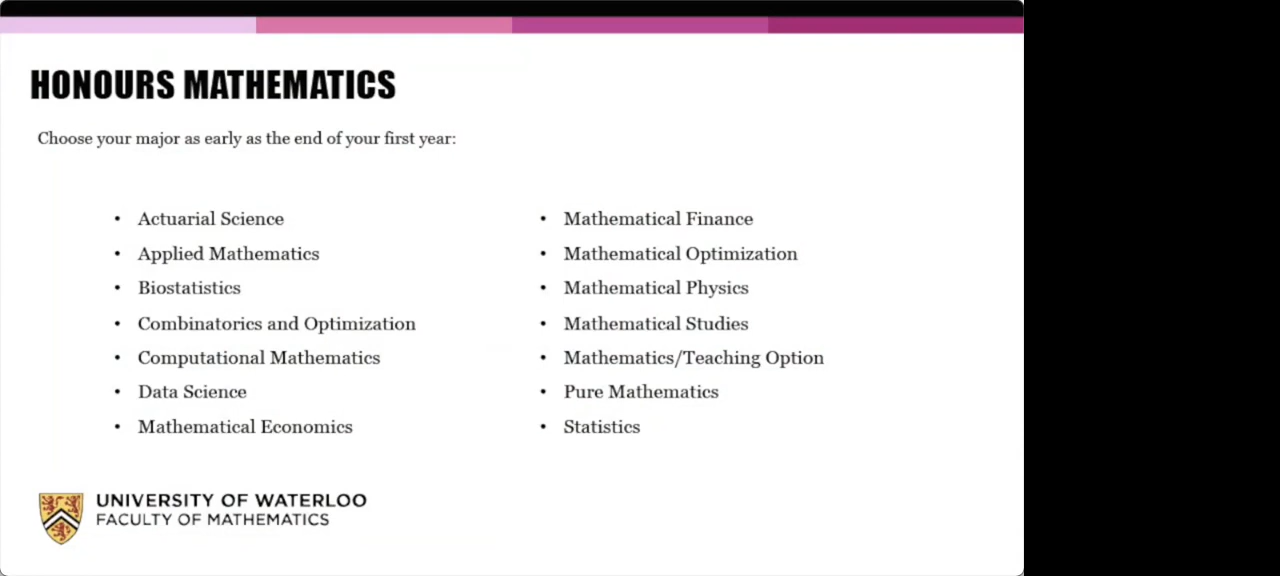 HONOURS MATHEMATICS
Choose your major as early as the end of your first year:
• Actuarial Science
• Applied Mathematics
• Biostatistics
• Combinatorics and Optimization
• Computational Mathematics
• Data Science
• Mathematical Economics
• Mathematical Finance
• Mathematical Optimization
• Mathematical Physics
• Mathematical Studies
• Mathematics/Teaching Option
• Pure Mathematics
• Statistics
UNIVERSITY OF WATERLOO
FACULTY OF MATHEMATICS